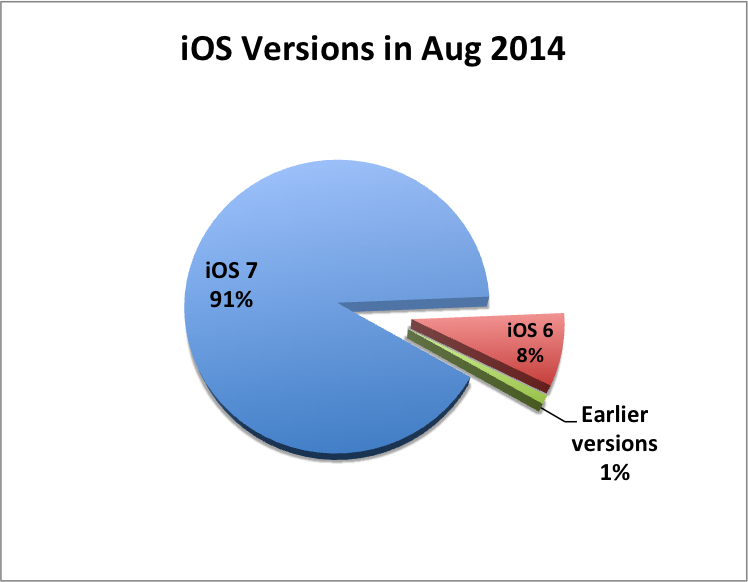 iOS Versions in Aug 2014
iOS 7
91%
iOS 6
8%
Earlier
versions
1%